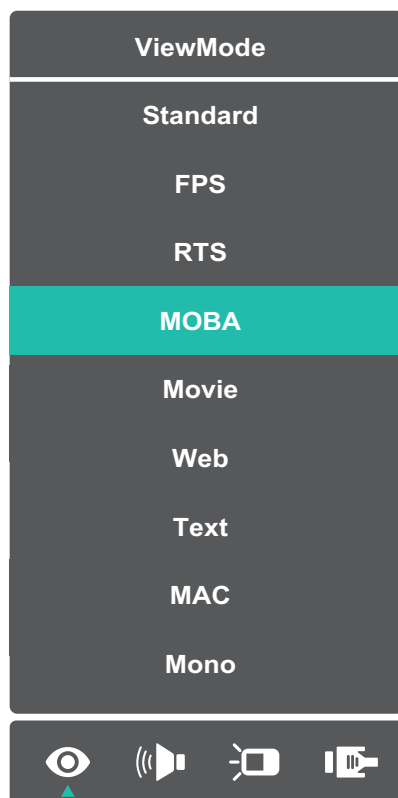 ViewMode
Standard
FPS
RTS
MOBA
Movie
Web
Text
MAC
Mono